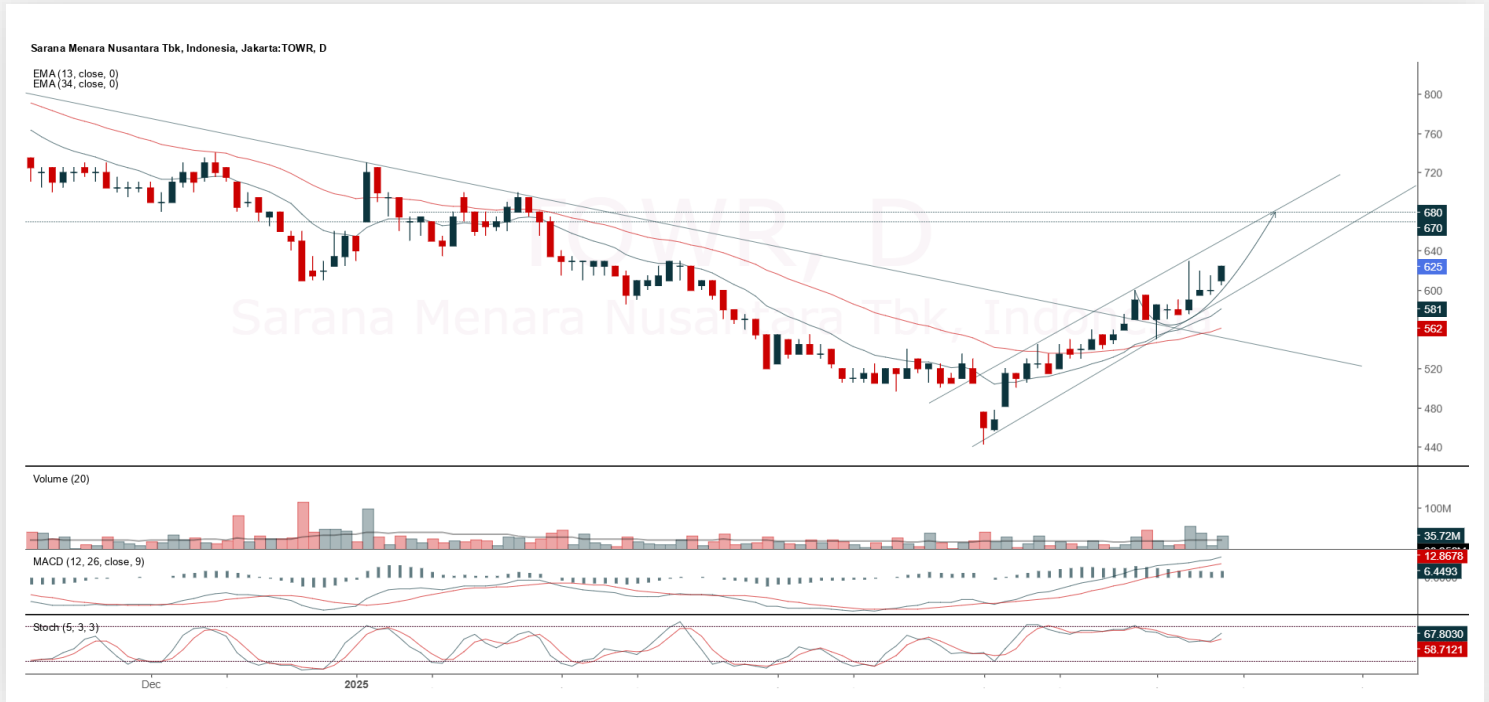 Sarana Menara Nusantara Tbk, Indonesia, Jakarta:TOWR, D
EMA (13, close, 0)
EMA (34, close, 0)
TOWR, D
Sarana Menara Nusantara Tbk, Indo
800
760
720
680
670
640
625
600
581
562
520
480
440
Volume (20)
100M
35.72M
MACD (12, 26, close, 9)
12.8678
6.4493
Stoch (5, 3, 3)
67.8030
58.7121
Dec
2025